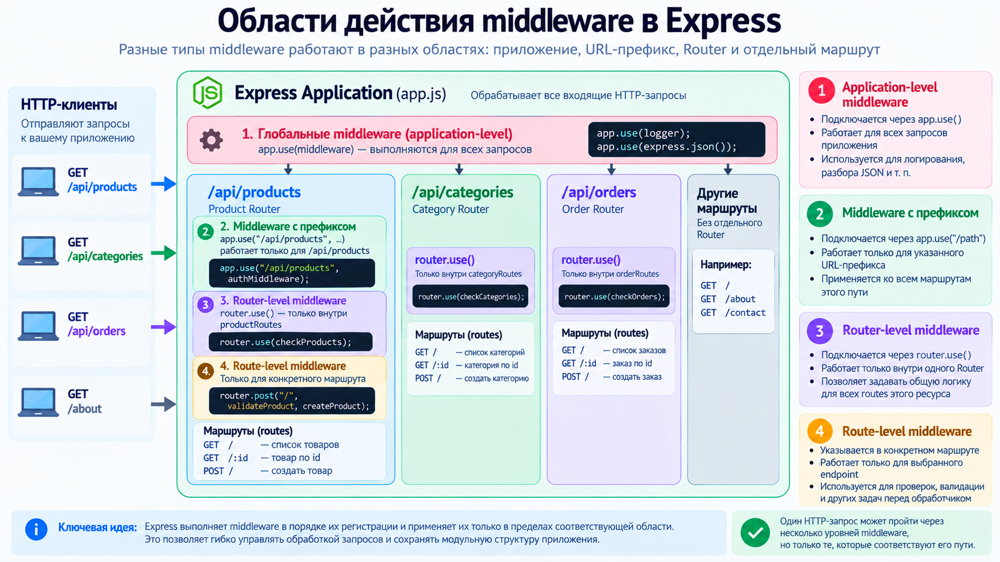 Области действия middleware в Express
Разные типы middleware работают в разных областях: приложение, URL-префикс, Router и отдельный маршрут
HTTP-клиенты
Отправляют запросы
к вашему приложению
GET
/api/products
GET
/api/categories
GET
/api/orders
GET
/about
JS
Express Application (app.js)
Обрабатывает все входящие HTTP-запросы
1. Глобальные middleware (application-level)
app.use(middleware) — выполняются для всех запросов
app.use(logger);
app.use(express.json());
/api/products
Product Router
2.
2. Middleware с префиксом
app.use("/api/products", …)
работает только для /api/products
app.use("/api/products",
authMiddleware);
3.
3. Router-level middleware
router.use() — только внутри
productRoutes
router.use(checkProducts);
4.
4. Route-level middleware
Только для конкретного маршрута
router.post("/",
validateProduct, createProduct);
Маршруты (routes)
GET / — список товаров
GET /:id — товар по id
POST / — создать товар
/api/categories
Category Router
router.use()
Только внутри categoryRoutes
router.use(checkCategories);
Маршруты (routes)
GET / — список категорий
GET /:id — категория по id
POST / — создать категорию
/api/orders
Order Router
router.use()
Только внутри orderRoutes
router.use(checkOrders);
Маршруты (routes)
GET / — список заказов
GET /:id — заказ по id
POST / — создать заказ
Другие
маршруты
Без отдельного
Router
Например:
GET /
GET /about
GET /contact
1
Application-level
middleware
• Подключается через app.use()
• Работает для всех запросов
приложения
• Используется для логирования,
разбора JSON и т. п.
2
Middleware с префиксом
• Подключается через app.use("/path")
• Работает только для указанного
URL-префикса
• Применяется ко всем маршрутам
этого пути
3
Router-level middleware
• Подключается через router.use()
• Работает только внутри одного Router
• Позволяет задавать общую логику
для всех routes этого ресурса
4
Route-level middleware
• Указывается в конкретном маршруте
• Работает только для выбранного
endpoint
• Используется для проверок, валидации
и других задач перед обработчиком
i
Ключевая идея:
Express выполняет middleware в порядке их регистрации и применяет их только в пределах соответствующей области.
Это позволяет гибко управлять обработкой запросов и сохранять модульную структуру приложения.
Один HTTP-запрос может пройти через
несколько уровней middleware,
но только те, которые соответствуют его пути.